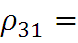 ρ₃₁ =